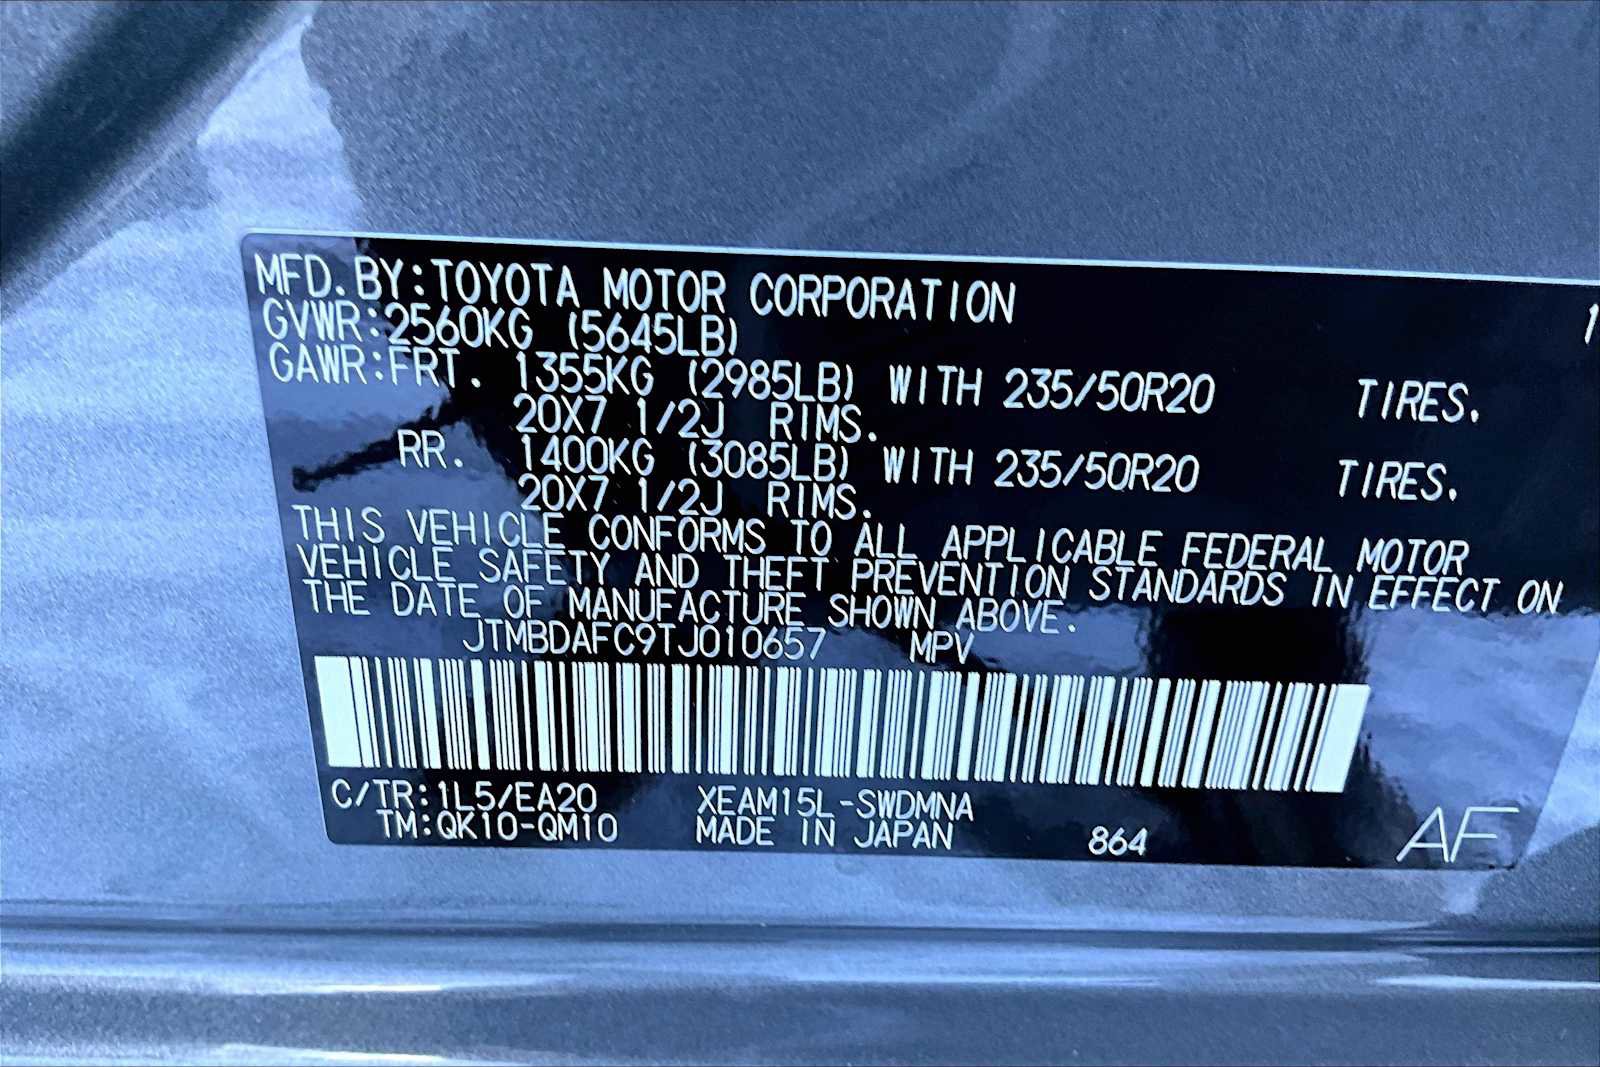 MFD. BY:TOYOTA MOTOR CORPORATION 1
GVWR:2560KG (5645LB)
GAWR:FRT. 1355KG (2985LB) WITH 235/50R20 TIRES.
20X7 1/2J RIMS.
RR. 1400KG (3085LB) WITH 235/50R20 TIRES.
20X7 1/2J RIMS.
THIS VEHICLE CONFORMS TO ALL APPLICABLE FEDERAL MOTOR
VEHICLE SAFETY AND THEFT PREVENTION STANDARDS IN EFFECT ON
THE DATE OF MANUFACTURE SHOWN ABOVE.
JTMBDAFC9TJ010657 MPV
C/TR:1L5/EA20 XEAM15L-SWDMNA
TM:QK10-QM10 MADE IN JAPAN 864 AF